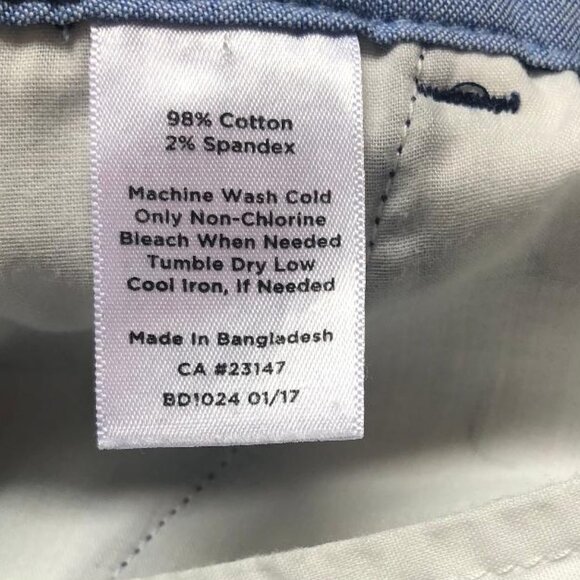 98% Cotton
2% Spandex
Machine Wash Cold
Only Non-Chlorine
Bleach When Needed
Tumble Dry Low
Cool Iron, If Needed
Made In Bangladesh
CA #23147
BD1024 01/17